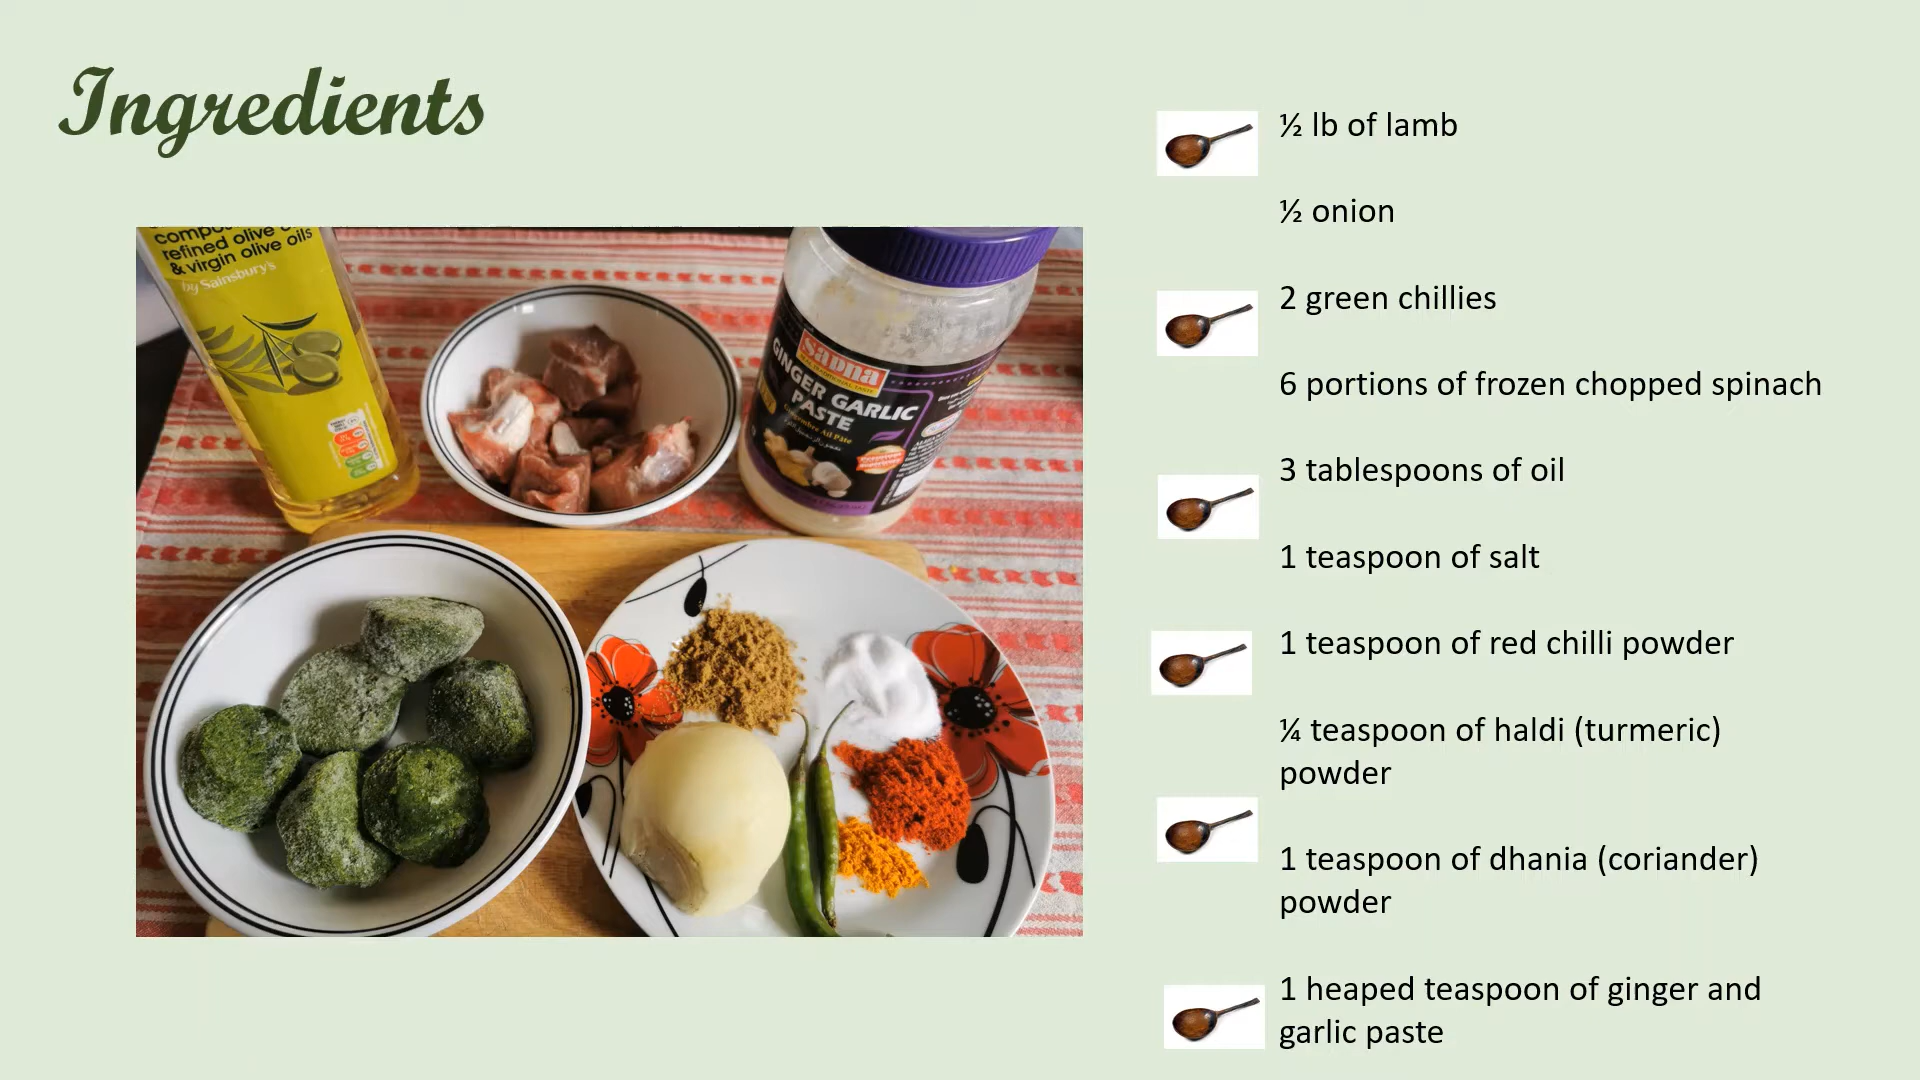 Ingredients
½ lb of lamb
½ onion
2 green chillies
6 portions of frozen chopped spinach
3 tablespoons of oil
1 teaspoon of salt
1 teaspoon of red chilli powder
¼ teaspoon of haldi (turmeric)
powder
1 teaspoon of dhania (coriander)
powder
1 heaped teaspoon of ginger and
garlic paste
refined olive
& virgin olive oils
by Sainsbury's
sapna
GINGER GARLIC
PASTE